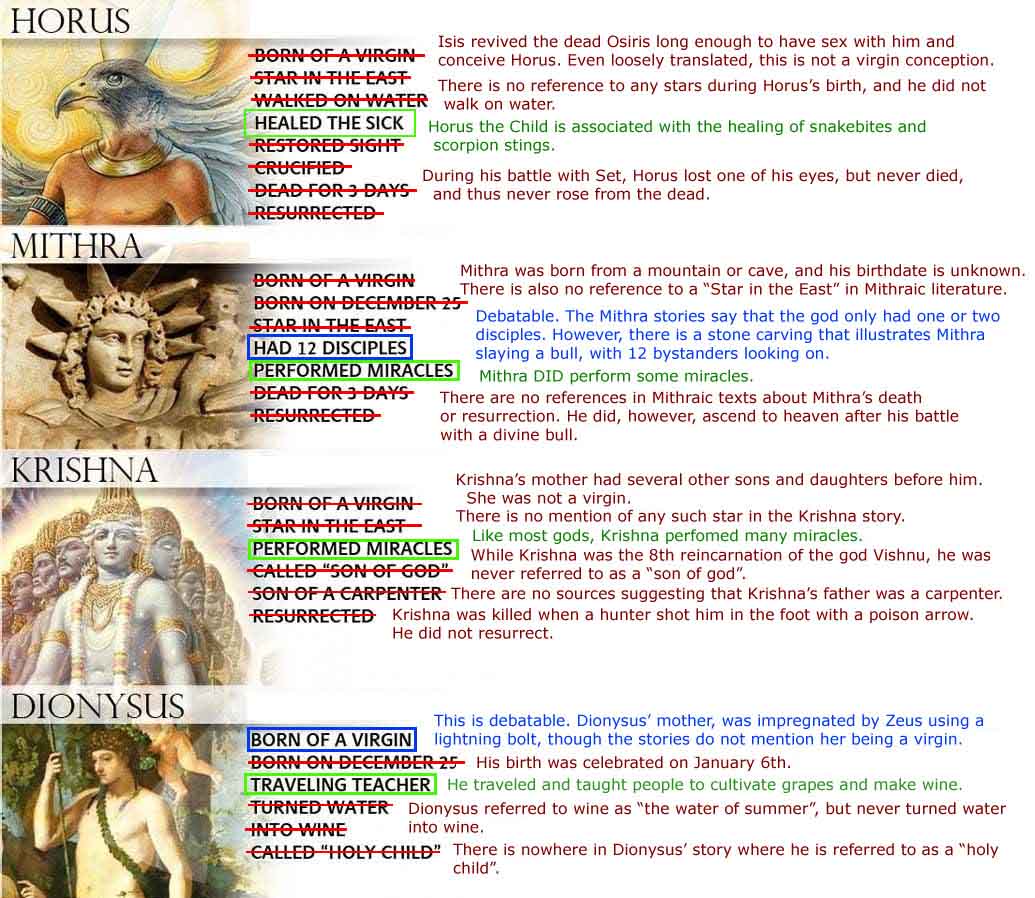 HORUS
BORN OF A VIRGIN
STAR IN THE EAST
WALKED ON WATER
HEALED THE SICK
RESTORED SIGHT
CRUCIFIED
DEAD FOR 3 DAYS
RESURRECTED
Isis revived the dead Osiris long enough to have sex with him and
conceive Horus. Even loosely translated, this is not a virgin conception.
There is no reference to any stars during Horus's birth, and he did not
walk on water.
Horus the Child is associated with the healing of snakebites and
scorpion stings.
During his battle with Set, Horus lost one of his eyes, but never died,
and thus never rose from the dead.
MITHRA
BORN OF A VIRGIN
BORN ON DECEMBER 25
STAR IN THE EAST
HAD 12 DISCIPLES
PERFORMED MIRACLES
DEAD FOR 3 DAYS
RESURRECTED
Mithra was born from a mountain or cave, and his birthdate is unknown.
There is also no reference to a “Star in the East” in Mithraic literature.
Debatable. The Mithra stories say that the god only had one or two
disciples. However, there is a stone carving that illustrates Mithra
slaying a bull, with 12 bystanders looking on.
Mithra DID perform some miracles.
There are no references in Mithraic texts about Mithra's death
or resurrection. He did, however, ascend to heaven after his battle
with a divine bull.
KRISHNA
BORN OF A VIRGIN
STAR IN THE EAST
PERFORMED MIRACLES
CALLED “SON OF GOD”
SON OF A CARPENTER
RESURRECTED
Krishna's mother had several other sons and daughters before him.
She was not a virgin.
There is no mention of any such star in the Krishna story.
Like most gods, Krishna perfomed many miracles.
While Krishna was the 8th reincarnation of the god Vishnu, he was
never referred to as a “son of god”.
There are no sources suggesting that Krishna's father was a carpenter.
Krishna was killed when a hunter shot him in the foot with a poison arrow.
He did not resurrect.
DIONYSUS
BORN OF A VIRGIN
BORN ON DECEMBER 25
TRAVELING TEACHER
TURNED WATER
INTO WINE
CALLED “HOLY CHILD”
This is debatable. Dionysus' mother, was impregnated by Zeus using a
lightning bolt, though the stories do not mention her being a virgin.
His birth was celebrated on January 6th.
He traveled and taught people to cultivate grapes and make wine.
Dionysus referred to wine as “the water of summer”, but never turned water
into wine.
There is nowhere in Dionysus' story where he is referred to as a “holy
child”.